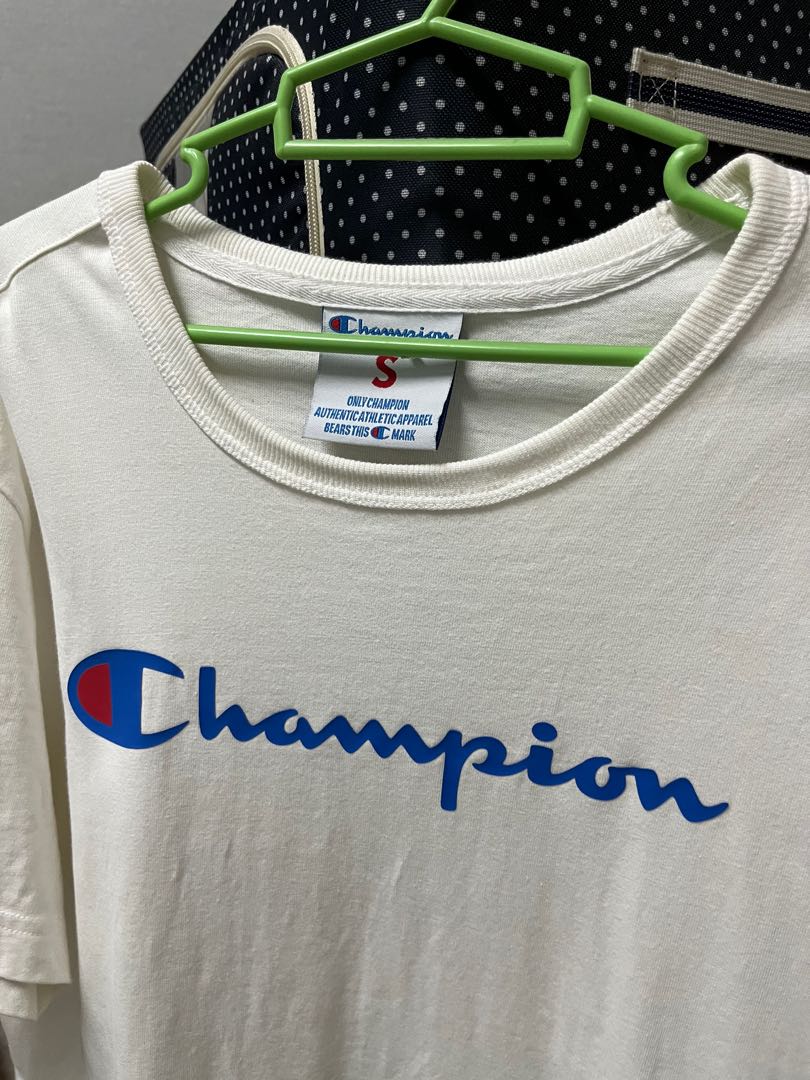 Champion
S
ONLY CHAMPION
AUTHENTIC ATHLETIC APPAREL
BEARS THIS C MARK
Champion